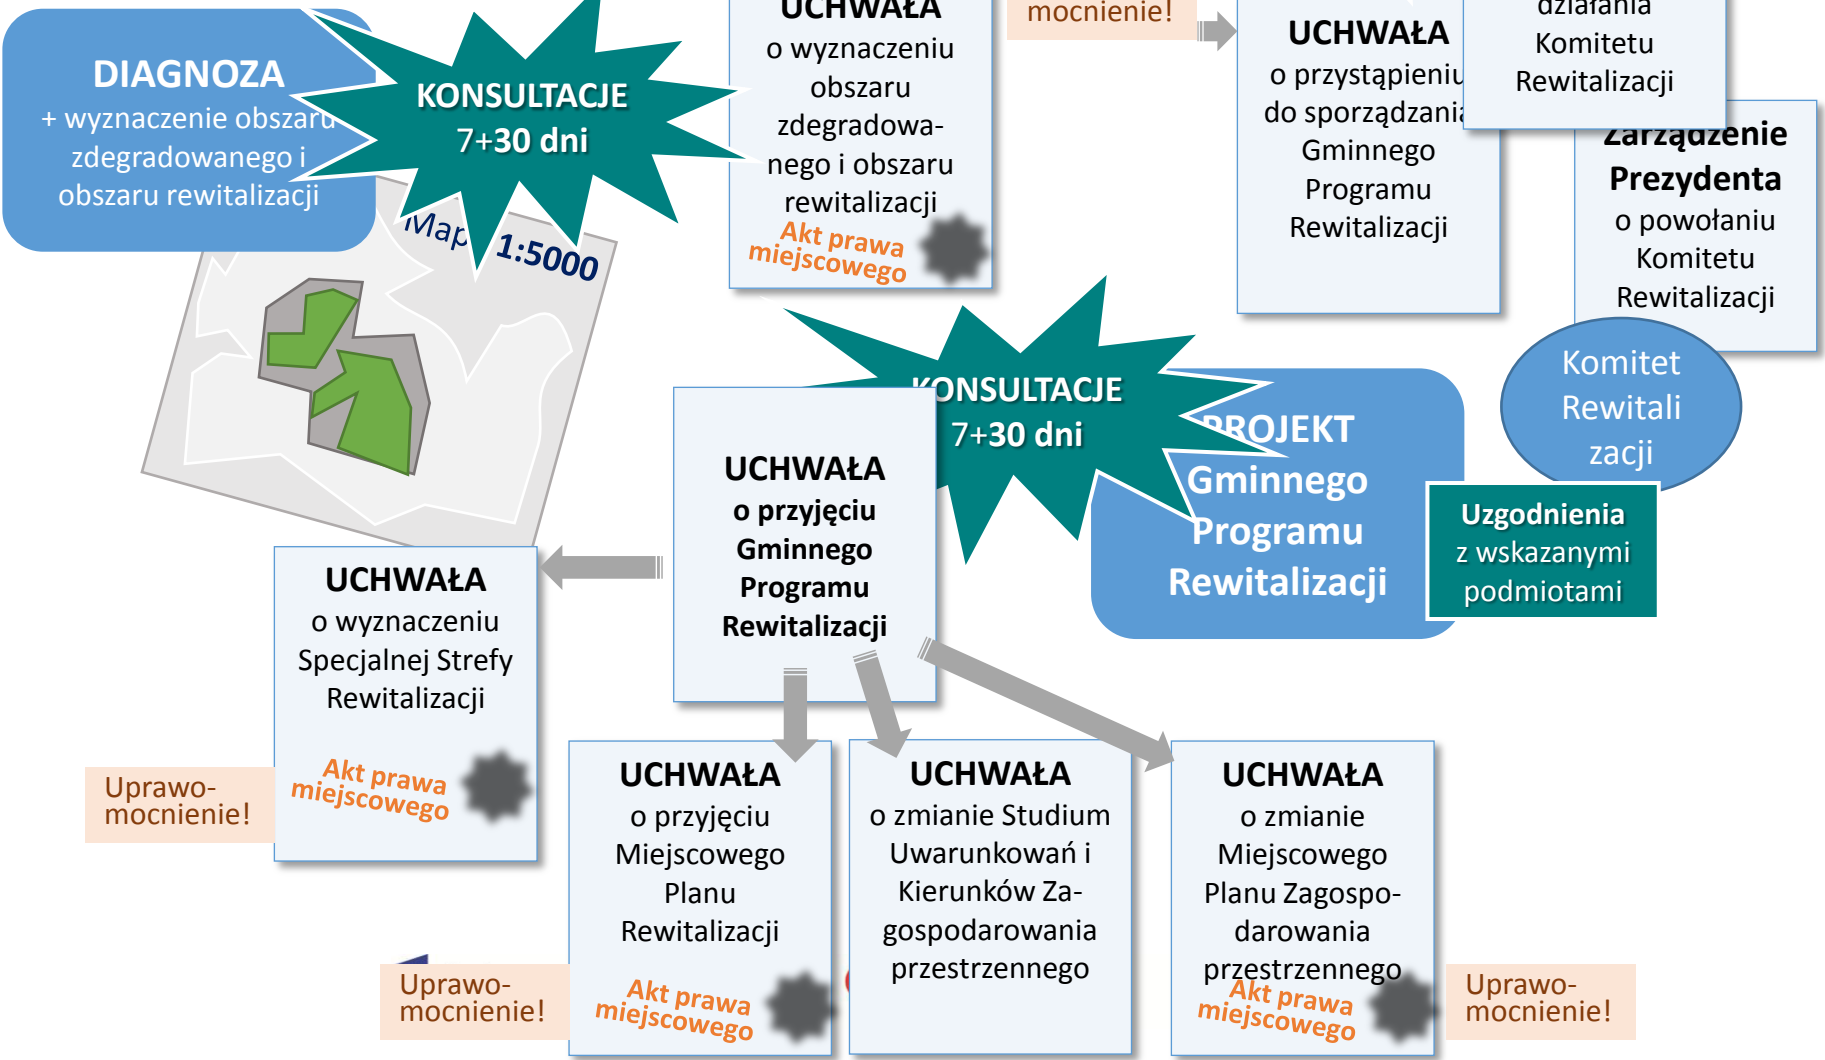 DIAGNOZA
+ wyznaczenie obszaru
zdegradowanego i
obszaru rewitalizacji
KONSULTACJE
7+30 dni
UCHWAŁA
o wyznaczeniu
obszaru
zdegradowa-
nego i obszaru
rewitalizacji
Akt prawa
miejscowego
mocnienie!
UCHWAŁA
o przystąpieniu
do sporządzania
Gminnego
Programu
Rewitalizacji
działania
Komitetu
Rewitalizacji
Zarządzenie
Prezydenta
o powołaniu
Komitetu
Rewitalizacji
Komitet
Rewitali
zacji
Map 1:5000
KONSULTACJE
7+30 dni
PROJEKT
Gminnego
Programu
Rewitalizacji
Uzgodnienia
z wskazanymi
podmiotami
UCHWAŁA
o przyjęciu
Gminnego
Programu
Rewitalizacji
UCHWAŁA
o wyznaczeniu
Specjalnej Strefy
Rewitalizacji
Akt prawa
miejscowego
Uprawo-
mocnienie!
UCHWAŁA
o przyjęciu
Miejscowego
Planu
Rewitalizacji
Akt prawa
miejscowego
Uprawo-
mocnienie!
UCHWAŁA
o zmianie Studium
Uwarunkowań i
Kierunków Za-
gospodarowania
przestrzennego
UCHWAŁA
o zmianie
Miejscowego
Planu Zagospo-
darowania
przestrzennego
Akt prawa
miejscowego
Uprawo-
mocnienie!